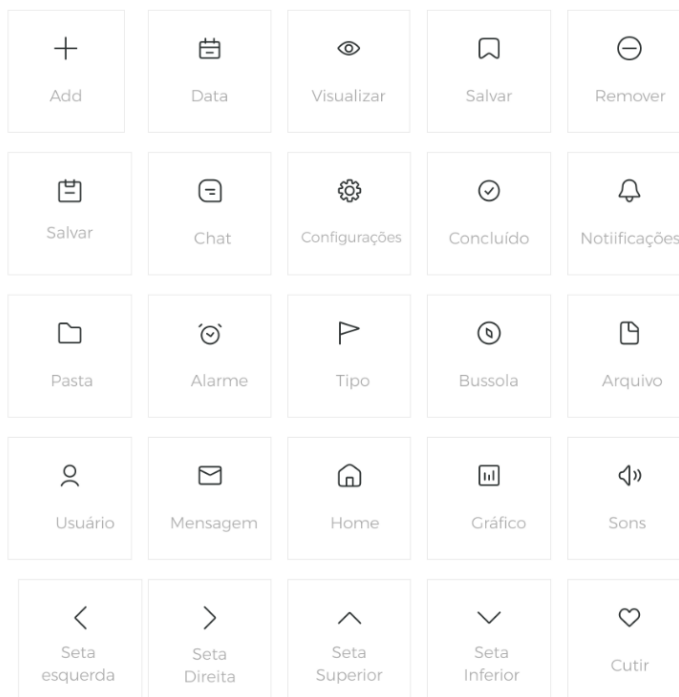 Add
Data
Visualizar
Salvar
Remover
Salvar
Chat
Configurações
Concluído
Notiificações
Pasta
Alarme
Tipo
Bussola
Arquivo
Usuário
Mensagem
Home
Gráfico
Sons
Seta
esquerda
Seta
Direita
Seta
Superior
Seta
Inferior
Cutir